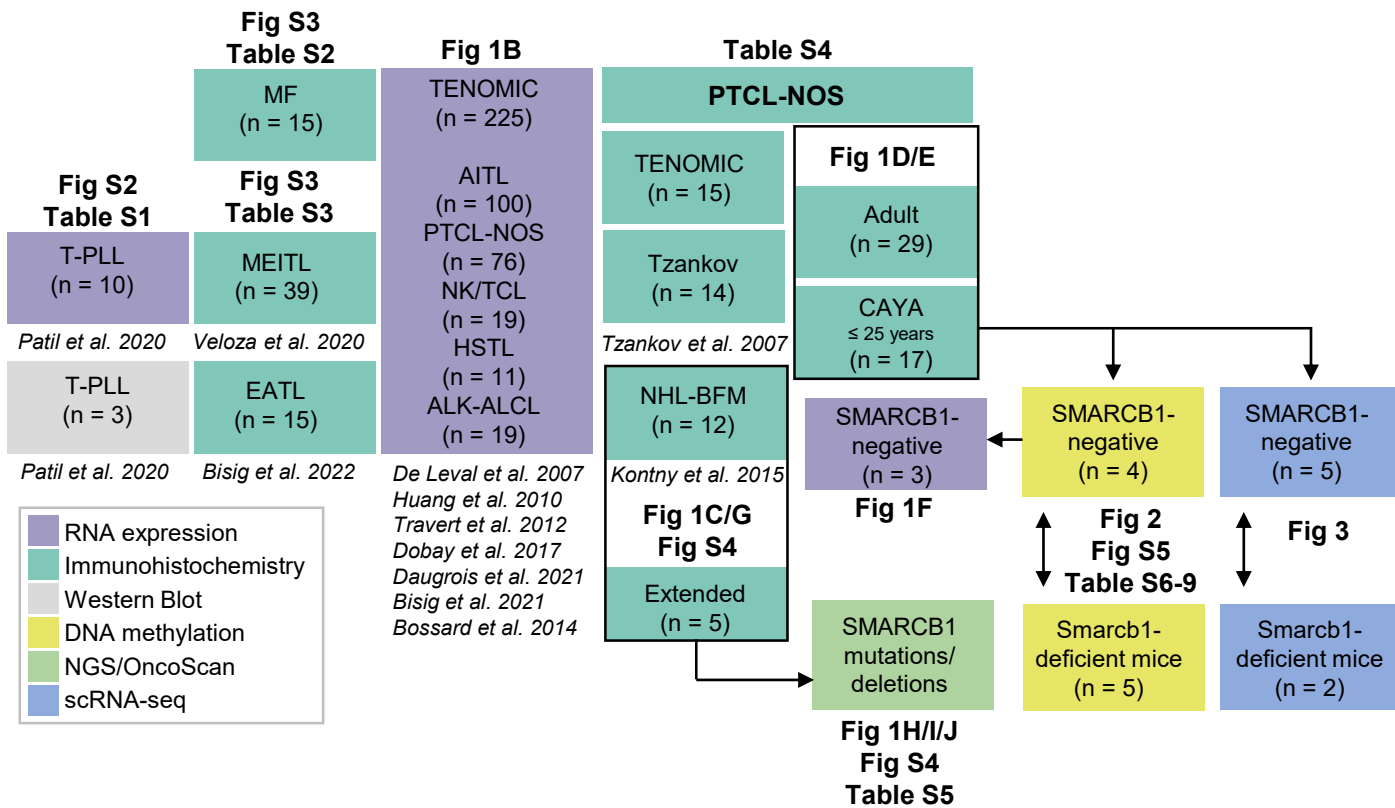 Fig S2
Table S1
T-PLL
(n = 10)
Patil et al. 2020
T-PLL
(n = 3)
Patil et al. 2020
Fig S3
Table S2
MF
(n = 15)
Fig S3
Table S3
MEITL
(n = 39)
Veloza et al. 2020
EATL
(n = 15)
Bisig et al. 2022
Fig 1B
TENOMIC
(n = 225)
AITL
(n = 100)
PTCL-NOS
(n = 76)
NK/TCL
(n = 19)
HSTL
(n = 11)
ALK-ALCL
(n = 19)
De Leval et al. 2007
Huang et al. 2010
Travert et al. 2012
Dobay et al. 2017
Daugrois et al. 2021
Bisig et al. 2021
Bossard et al. 2014
Table S4
PTCL-NOS
TENOMIC
(n = 15)
Tzankov
(n = 14)
Tzankov et al. 2007
NHL-BFM
(n = 12)
Kontny et al. 2015
Fig 1C/G
Fig S4
Extended
(n = 5)
Fig 1D/E
Adult
(n = 29)
CAYA
≤ 25 years
(n = 17)
SMARCB1-
negative
(n = 3)
Fig 1F
SMARCB1-
negative
(n = 4)
Fig 2
Fig S5
Table S6-9
SMARCB1-
negative
(n = 5)
Fig 3
SMARCB1
mutations/
deletions
Fig 1H/I/J
Fig S4
Table S5
Smarcb1-
deficient mice
(n = 5)
Smarcb1-
deficient mice
(n = 2)
RNA expression
Immunohistochemistry
Western Blot
DNA methylation
NGS/OncoScan
scRNA-seq